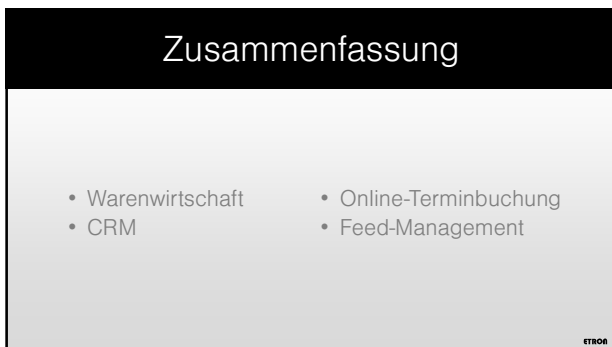 Zusammenfassung
• Warenwirtschaft
• CRM
• Online-Terminbuchung
• Feed-Management
ETRON